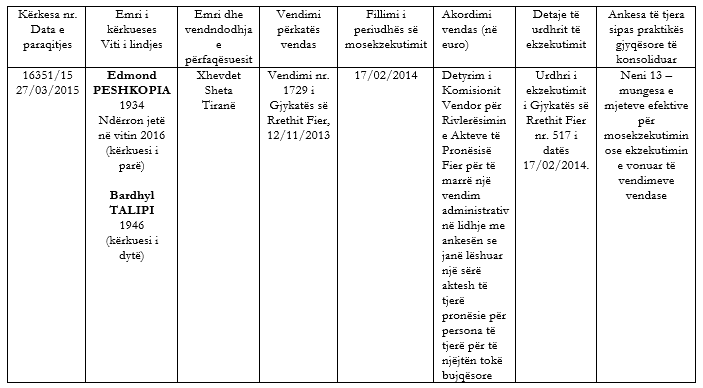 Kërkesa nr.
Data e
paraqitjes
Emri i
kërkueses
Viti i lindjes
Emri dhe
vendndodhja
e
përfaqësuesit
Vendimi
përkatës
vendas
Fillimi i
periudhës së
mosekzekutimit
Akordimi
vendas (në
euro)
Detaje të
urdhrit të
ekzekutimit
Ankesa të tjera
sipas praktikës
gjyqësore të
konsoliduar
16351/15
27/03/2015
Edmond
PESHKOPIA
1934
Ndërron jetë
në vitin 2016
(kërkuesi i
parë)
Bardhyl
TALIPI
1946
(kërkuesi i
dytë)
Xhevdet
Sheta
Tiranë
Vendimi nr.
1729 i
Gjykatës së
Rrethit Fier,
12/11/2013
17/02/2014
Detyrim i
Komisionit
Vendor për
Rivlerësimin
e Akteve të
Pronësisë
Fier për të
marrë një
vendim
administrativ
në lidhje me
ankesën se
janë lëshuar
një sërë
aktesh të
tjerë
pronësie për
persona të
tjerë për të
njëjtën tokë
bujqësore
Urdhri i
ekzekutimit
i Gjykatës së
Rrethit Fier
nr. 517 i
datës
17/02/2014.
Neni 13 –
mungesa e
mjeteve efektive
për
mosekzekutimin
ose ekzekutimin
e vonuar të
vendimeve
vendase